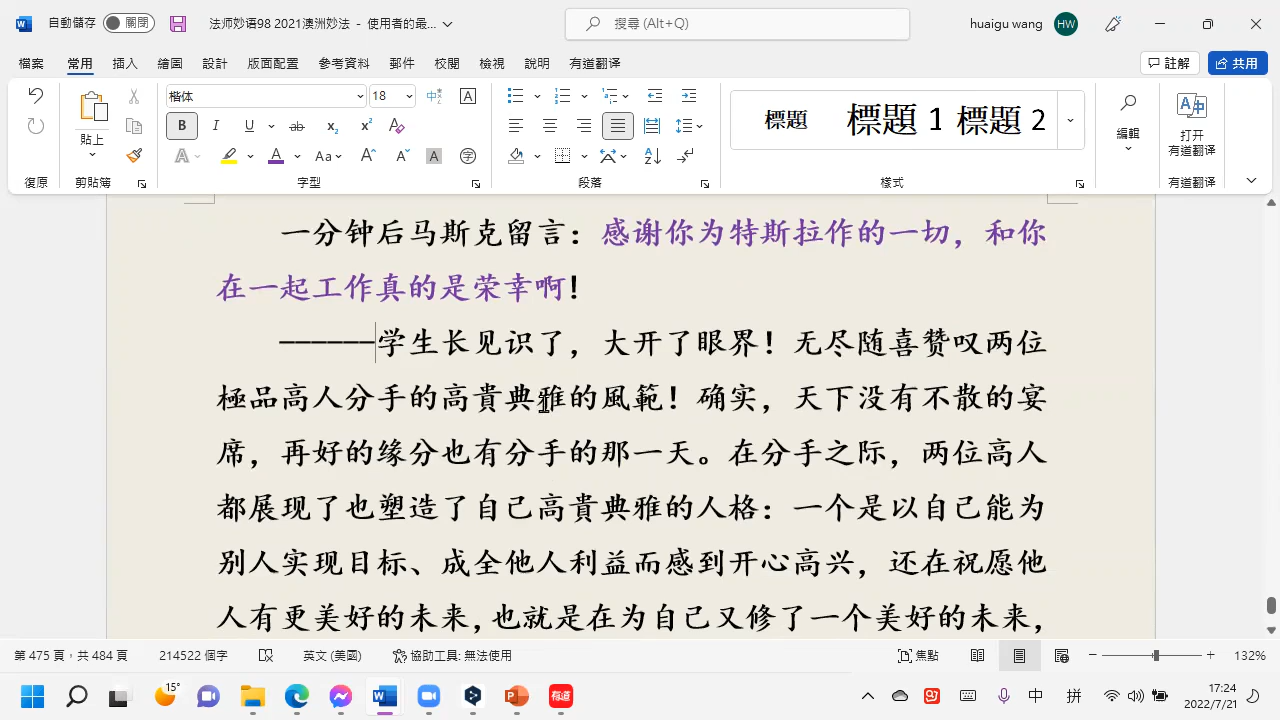 自動儲存 關閉 法师妙语98 2021澳洲妙法 - 使用者的最... 搜尋 (Alt+Q) huaigu wang HW
檔案 常用 插入 繪圖 設計 版面配置 參考資料 郵件 校閱 檢視 說明 有道翻译 註解 共用
楷体 18 標題 標題 1 標題 2
貼上 編輯 打开 有道翻译
復原 剪貼簿 字型 段落 樣式 有道翻译
一分钟后马斯克留言：感谢你为特斯拉作的一切，和你
在一起工作真的是荣幸啊！
——————学生长见识了，大开了眼界！无尽随喜赞叹两位
極品高人分手的高貴典雅的風範！确实，天下没有不散的宴
席，再好的缘分也有分手的那一天。在分手之际，两位高人
都展现了也塑造了自己高貴典雅的人格：一个是以自己能为
别人实现目标、成全他人利益而感到开心高兴，还在祝愿他
人有更美好的未来,也就是在为自己又修了一个美好的未来,
第 475 頁，共 484 頁 214522 個字 英文 (美國) 協助工具: 無法使用 焦點 132%
15° 有道 中 拼 17:24
2022/7/21